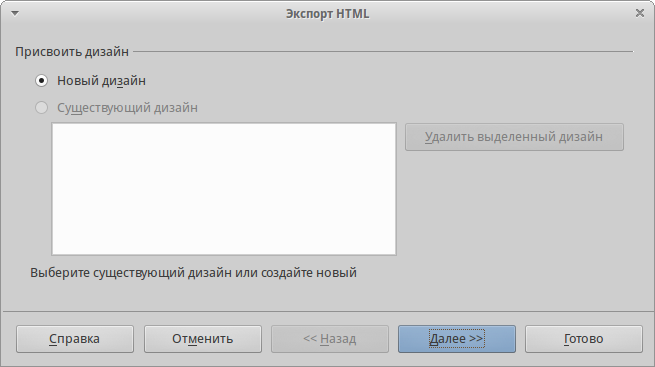 Экспорт HTML
Присвоить дизайн
Новый дизайн
Существующий дизайн
Удалить выделенный дизайн
Выберите существующий дизайн или создайте новый
Справка
Отменить
<< Назад
Далее >>
Готово